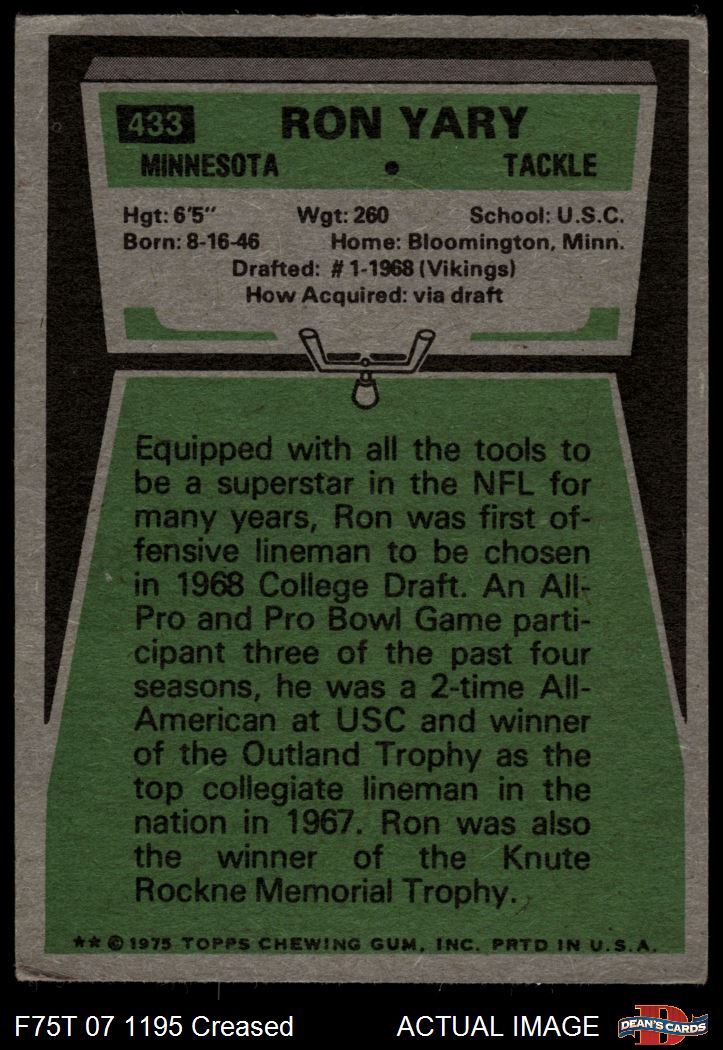 433 RON YARY
MINNESOTA • TACKLE
Hgt: 6'5" Wgt: 260 School: U.S.C.
Born: 8-16-46 Home: Bloomington, Minn.
Drafted: #1-1968 (Vikings)
How Acquired: via draft
Equipped with all the tools to
be a superstar in the NFL for
many years, Ron was first of-
fensive lineman to be chosen
in 1968 College Draft. An All-
Pro and Pro Bowl Game parti-
cipant three of the past four
seasons, he was a 2-time All-
American at USC and winner
of the Outland Trophy as the
top collegiate lineman in the
nation in 1967. Ron was also
the winner of the Knute
Rockne Memorial Trophy.
★★ © 1975 TOPPS CHEWING GUM, INC. PRTD IN U.S.A.
F75T 07 1195 Creased ACTUAL IMAGE
D
DEAN'S CARDS